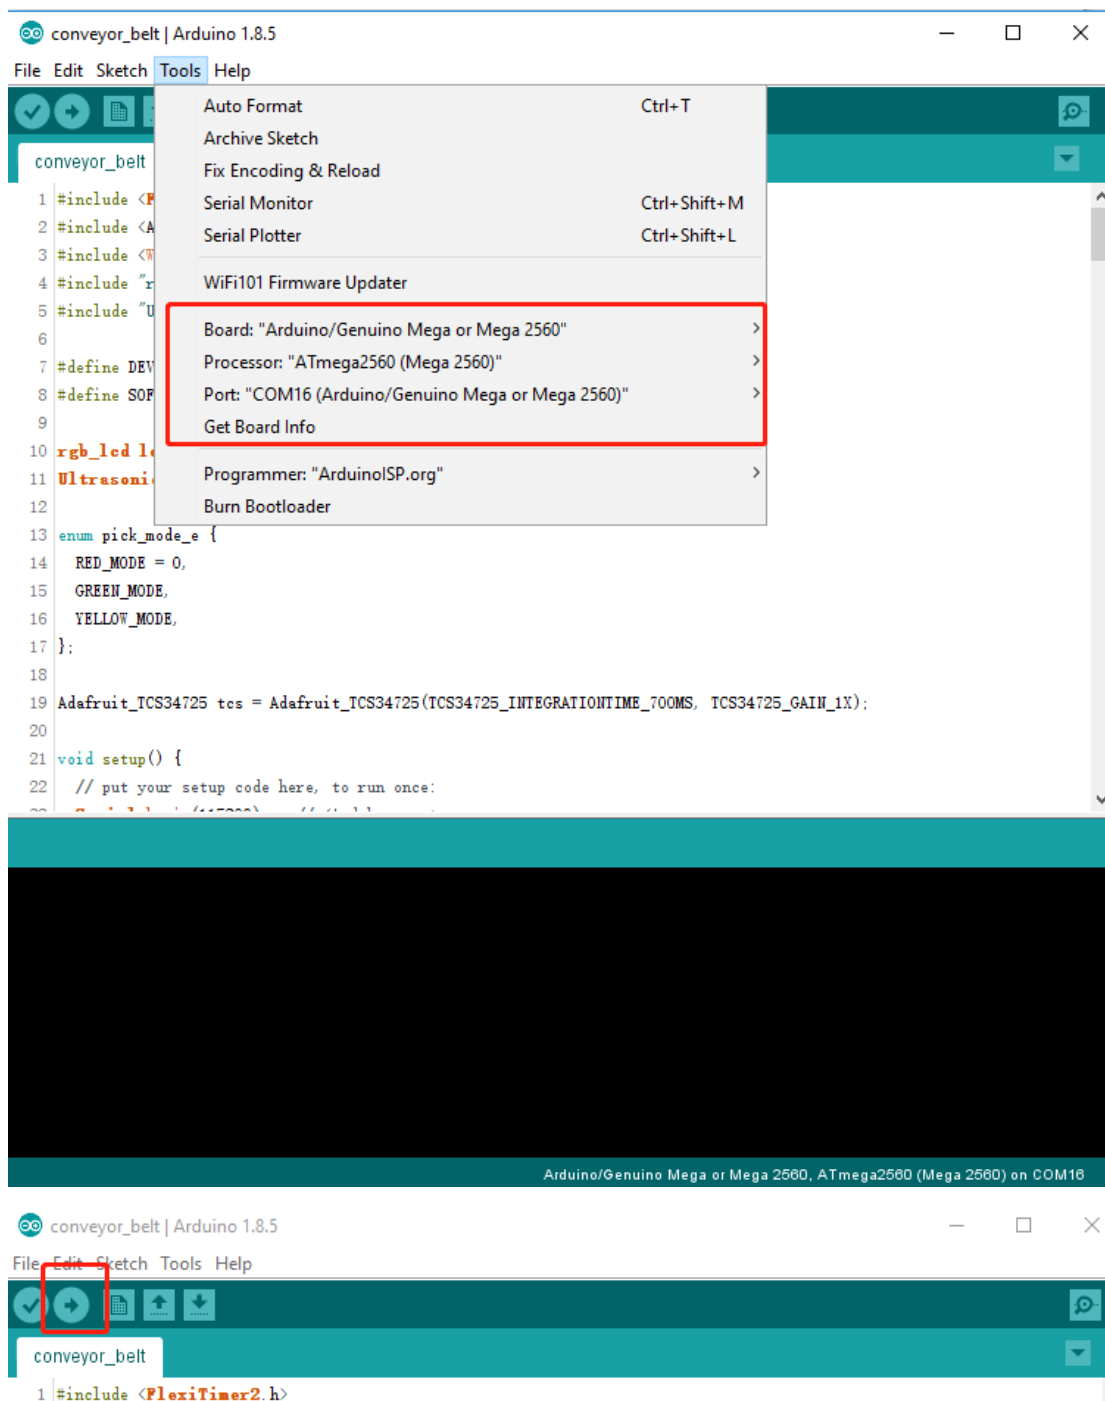 conveyor_belt | Arduino 1.8.5
File Edit Sketch Tools Help
Auto Format Ctrl+T
Archive Sketch
Fix Encoding & Reload
Serial Monitor Ctrl+Shift+M
Serial Plotter Ctrl+Shift+L
WiFi101 Firmware Updater
Board: "Arduino/Genuino Mega or Mega 2560"
Processor: "ATmega2560 (Mega 2560)"
Port: "COM16 (Arduino/Genuino Mega or Mega 2560)"
Get Board Info
Programmer: "ArduinoISP.org"
Burn Bootloader
conveyor_belt
1 #include <F
2 #include <A
3 #include <W
4 #include "r
5 #include "U
6
7 #define DEV
8 #define SOF
9
10 rgb_lcd l
11 Ultrasoni
12
13 enum pick_mode_e {
14 RED_MODE = 0,
15 GREEN_MODE,
16 YELLOW_MODE,
17 };
18
19 Adafruit_TCS34725 tcs = Adafruit_TCS34725(TCS34725_INTEGRATIONTIME_700MS, TCS34725_GAIN_1X);
20
21 void setup() {
22 // put your setup code here, to run once:
Arduino/Genuino Mega or Mega 2560, ATmega2560 (Mega 2560) on COM16
conveyor_belt | Arduino 1.8.5
File Edit Sketch Tools Help
conveyor_belt
1 #include <FlexiTimer2.h>